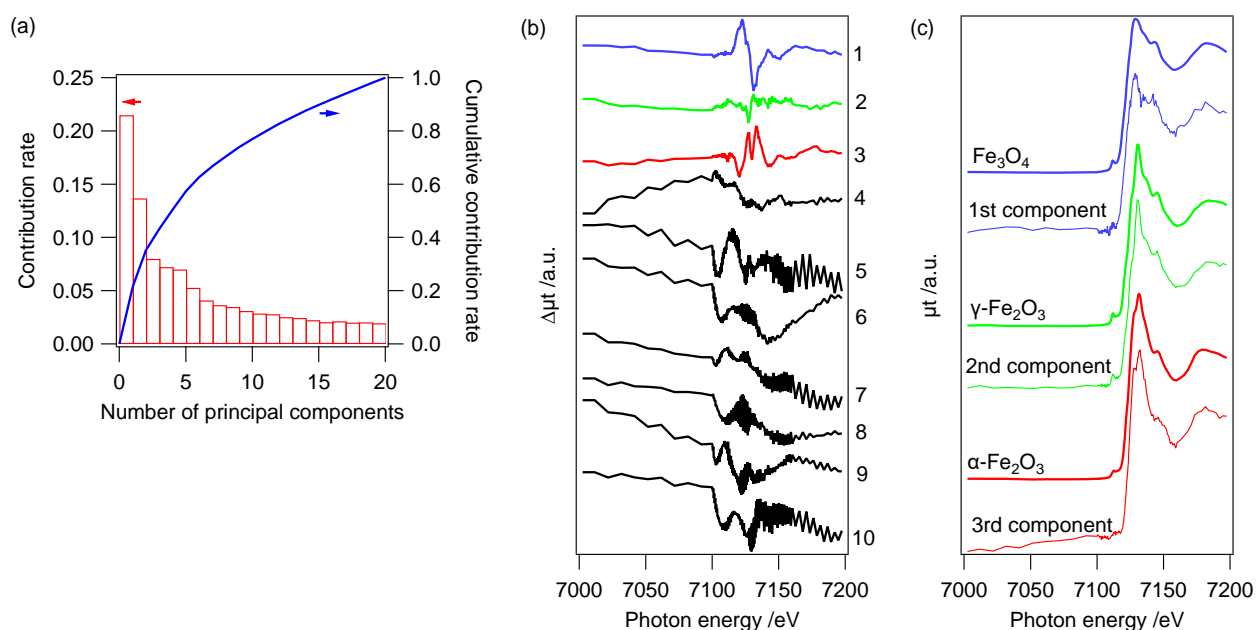 (a)
0.25
0.20
0.15
0.10
0.05
0.00
Contribution rate
1.0
0.8
0.6
0.4
0.2
0.0
Cumulative contribution rate
0 5 10 15 20
Number of principal components
(b)
1
2
3
4
5
6
7
8
9
10
Δμt /a.u.
7000 7050 7100 7150 7200
Photon energy /eV
(c)
Fe₃O₄
1st component
γ-Fe₂O₃
2nd component
α-Fe₂O₃
3rd component
μt /a.u.
7000 7050 7100 7150 7200
Photon energy /eV